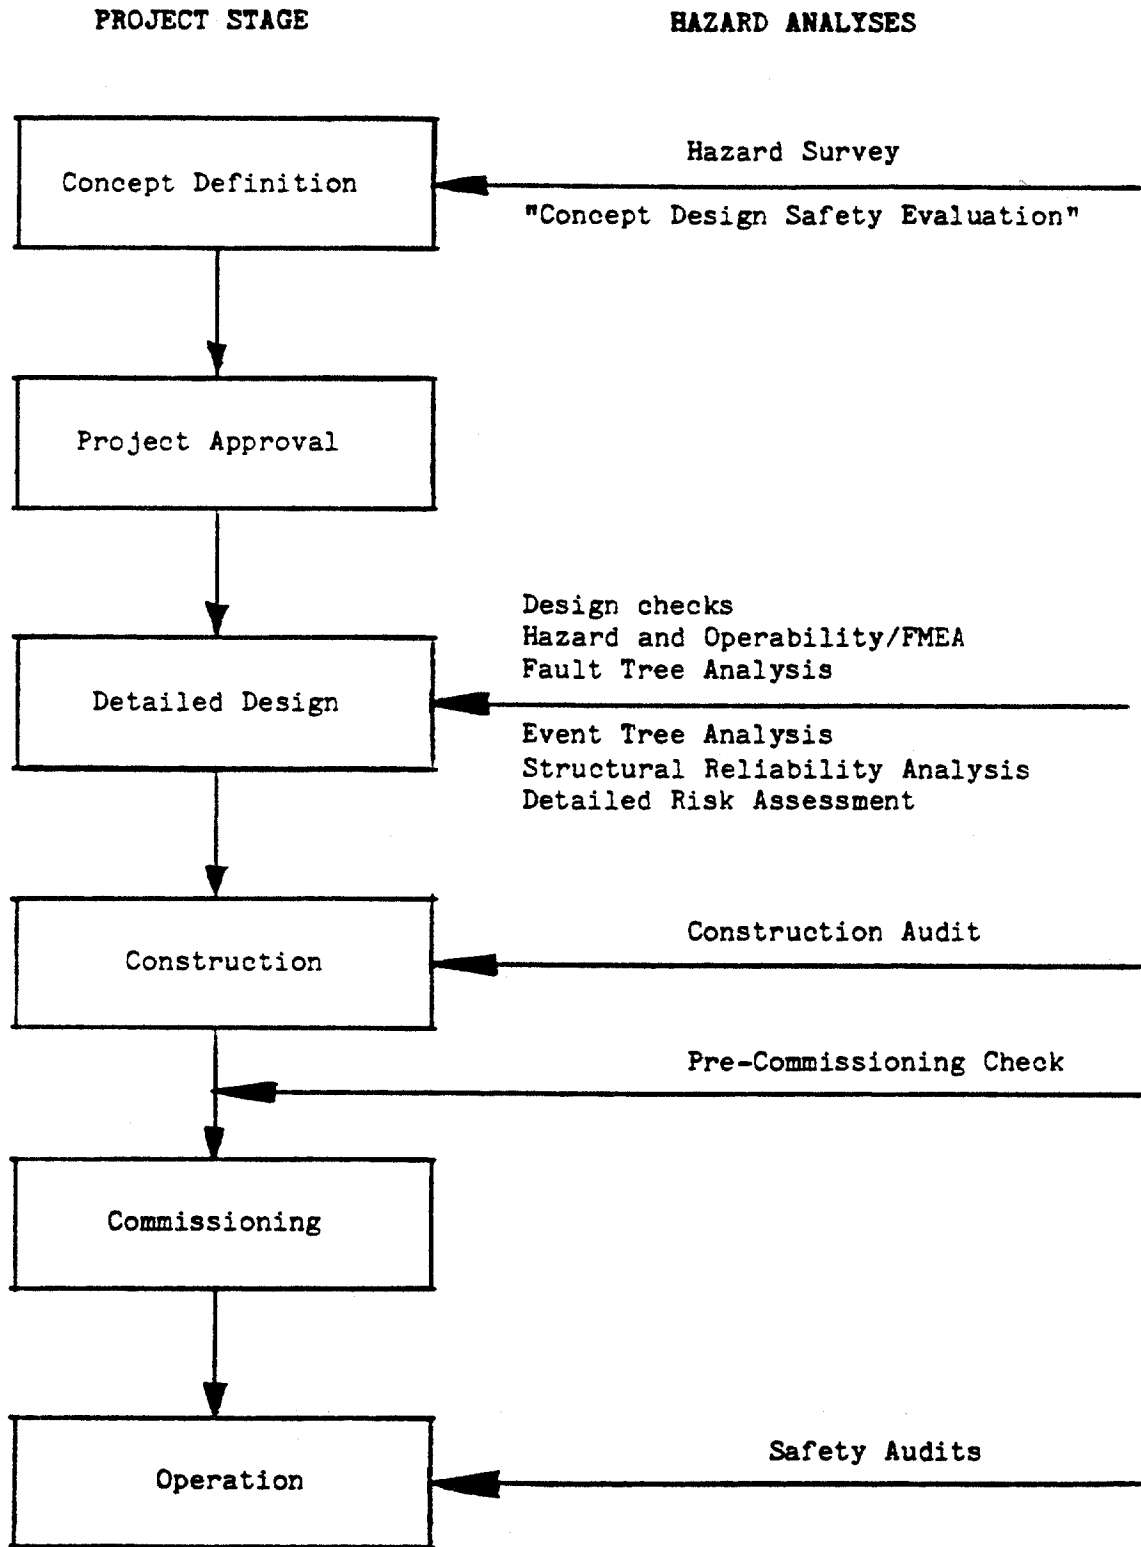 PROJECT STAGE HAZARD ANALYSES
Hazard Survey
Concept Definition
"Concept Design Safety Evaluation"
Project Approval
Design checks
Hazard and Operability/FMEA
Fault Tree Analysis
Detailed Design
Event Tree Analysis
Structural Reliability Analysis
Detailed Risk Assessment
Construction Audit
Construction
Pre-Commissioning Check
Commissioning
Safety Audits
Operation